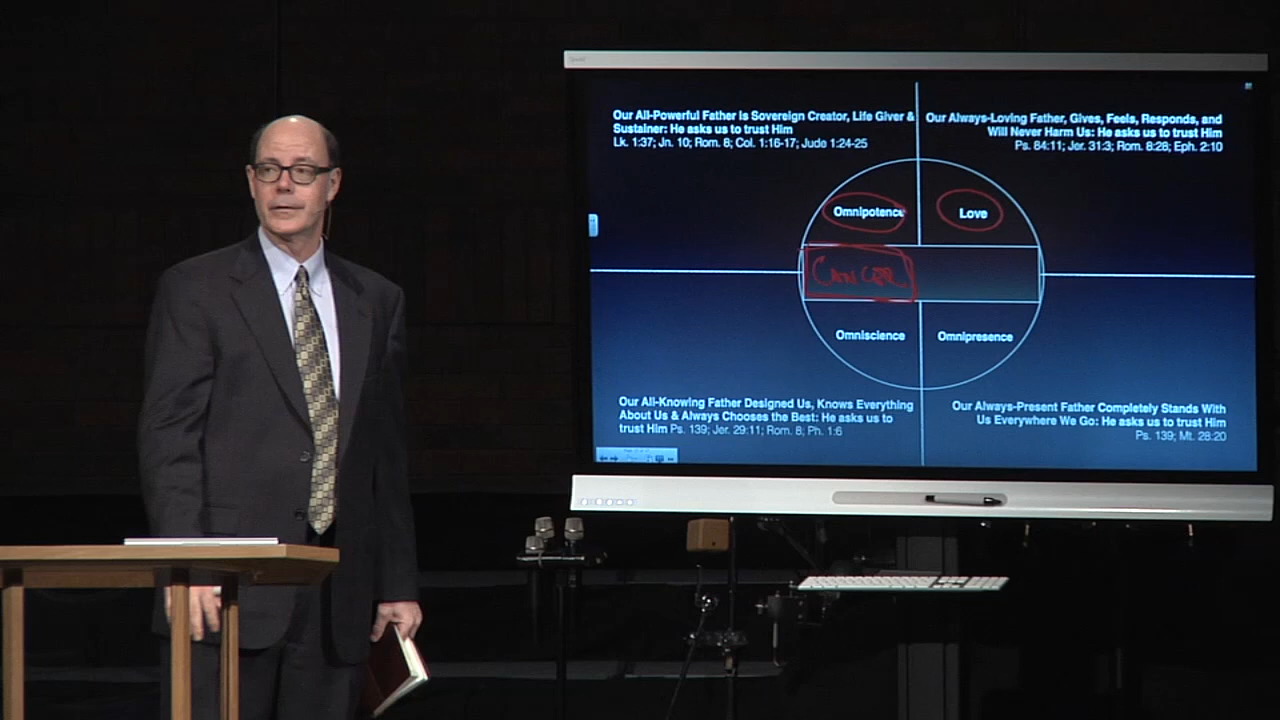 Our All-Powerful Father is Sovereign Creator, Life Giver &
Sustainer: He asks us to trust Him
Lk. 1:37; Jn. 10; Rom. 8; Col. 1:16-17; Jude 1:24-25
Our Always-Loving Father, Gives, Feels, Responds, and
Will Never Harm Us: He asks us to trust Him
Ps. 84:11; Jer. 31:3; Rom. 8:28; Eph. 2:10
Omnipotence
Love
Cancer
Omniscience
Omnipresence
Our All-Knowing Father Designed Us, Knows Everything
About Us & Always Chooses the Best: He asks us to
trust Him Ps. 139; Jer. 29:11; Rom. 8, Ph. 1:6
Our Always-Present Father Completely Stands With
Us Everywhere We Go: He asks us to trust Him
Ps. 139; Mt. 28:20